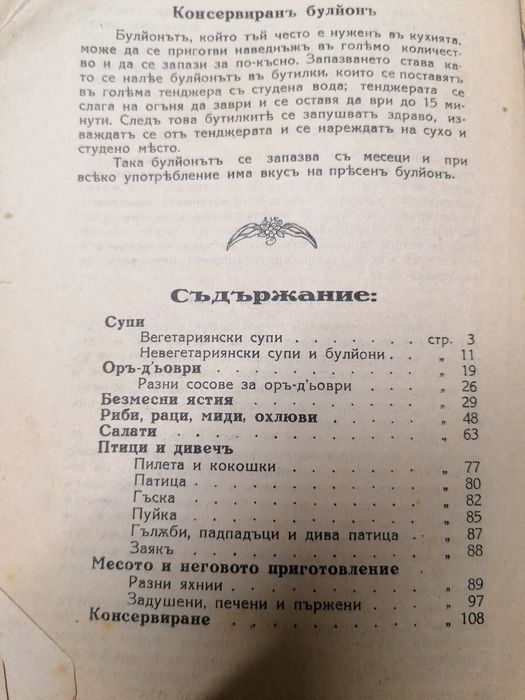 Консервиранъ булйонъ
Булйонътъ, който тъй често е нуженъ въ кухнята,
може да се приготви наведнъжъ въ голѣмо количест-
во и да се запази за по-късно. Запазването става ка-
то се налѣе булйонътъ въ бутилки, които се поставятъ
въ голѣма тенджера съ студена вода; тенджерата се
слага на огъня да заври и се оставя да ври до 15 ми-
нути. Следъ това бутилкитѣ се запушватъ здраво, из-
важдатъ се отъ тенджерата и се нареждатъ на сухо и
студено мѣсто.
Така булйонътъ се запазва съ месеци и при
всѣко употрѣбление има вкусъ на прѣсенъ булйонъ.
Съдържание:
Супи
Вегетариянски супи . . . . . . . стр. 3
Невегетариянски супи и булйони . . „ 11
Оръ-д'ьоври . . . . . . . . . . „ 19
Разни сосове за оръ-д'ьоври . . . . „ 26
Безмесни ястия . . . . . . . . . „ 29
Риби, раци, миди, охлюви . . . . . „ 48
Салати . . . . . . . . . . . . „ 63
Птици и дивечъ
Пилета и кокошки . . . . . . . . „ 77
Патица . . . . . . . . . . . „ 80
Гъска . . . . . . . . . . . „ 82
Пуйка . . . . . . . . . . . „ 85
Гълѫби, падпадъци и дива патица . . „ 87
Заякъ . . . . . . . . . . . „ 88
Месото и неговото приготовление
Разни яхнии . . . . . . . . . „ 89
Задушени, печени и пържени . . . . „ 97
Консервиране . . . . . . . . . . „ 108